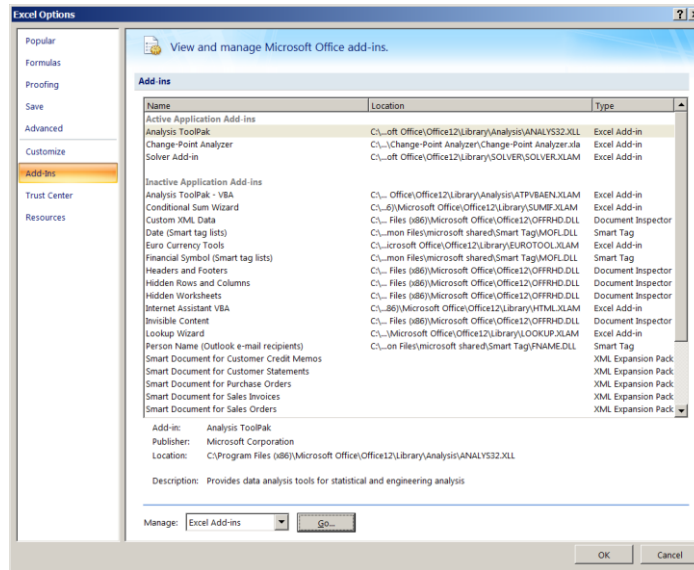 Excel Options
Popular
Formulas
Proofing
Save
Advanced
Customize
Add-Ins
Trust Center
Resources
View and manage Microsoft Office add-ins.
Add-ins
Name Location Type
Active Application Add-ins
Analysis ToolPak C:\...oft Office\Office12\Library\Analysis\ANALYS32.XLL Excel Add-in
Change-Point Analyzer C:\...\Change-Point Analyzer\Change-Point Analyzer.xla Excel Add-in
Solver Add-in C:\...oft Office\Office12\Library\SOLVER\SOLVER.XLAM Excel Add-in
Inactive Application Add-ins
Analysis ToolPak - VBA C:\... Office\Office12\Library\Analysis\ATPVBAEN.XLAM Excel Add-in
Conditional Sum Wizard C:\...6)\Microsoft Office\Office12\Library\SUMIF.XLAM Excel Add-in
Custom XML Data C:\... Files (x86)\Microsoft Office\Office12\OFFRHD.DLL Document Inspector
Date (Smart tag lists) C:\...mon Files\microsoft shared\Smart Tag\MOFL.DLL Smart Tag
Euro Currency Tools C:\...icrosoft Office\Office12\Library\EUROTOOL.XLAM Excel Add-in
Financial Symbol (Smart tag lists) C:\...mon Files\microsoft shared\Smart Tag\MOFL.DLL Smart Tag
Headers and Footers C:\... Files (x86)\Microsoft Office\Office12\OFFRHD.DLL Document Inspector
Hidden Rows and Columns C:\... Files (x86)\Microsoft Office\Office12\OFFRHD.DLL Document Inspector
Hidden Worksheets C:\... Files (x86)\Microsoft Office\Office12\OFFRHD.DLL Document Inspector
Internet Assistant VBA C:\...86)\Microsoft Office\Office12\Library\HTML.XLAM Excel Add-in
Invisible Content C:\... Files (x86)\Microsoft Office\Office12\OFFRHD.DLL Document Inspector
Lookup Wizard C:\...\Microsoft Office\Office12\Library\LOOKUP.XLAM Excel Add-in
Person Name (Outlook e-mail recipients) C:\...on Files\microsoft shared\Smart Tag\FNAME.DLL Smart Tag
Smart Document for Customer Credit Memos XML Expansion Pack
Smart Document for Customer Statements XML Expansion Pack
Smart Document for Purchase Orders XML Expansion Pack
Smart Document for Sales Invoices XML Expansion Pack
Smart Document for Sales Orders XML Expansion Pack
Add-in: Analysis ToolPak
Publisher: Microsoft Corporation
Location: C:\Program Files (x86)\Microsoft Office\Office12\Library\Analysis\ANALYS32.XLL
Description: Provides data analysis tools for statistical and engineering analysis
Manage: Excel Add-ins Go...
OK Cancel